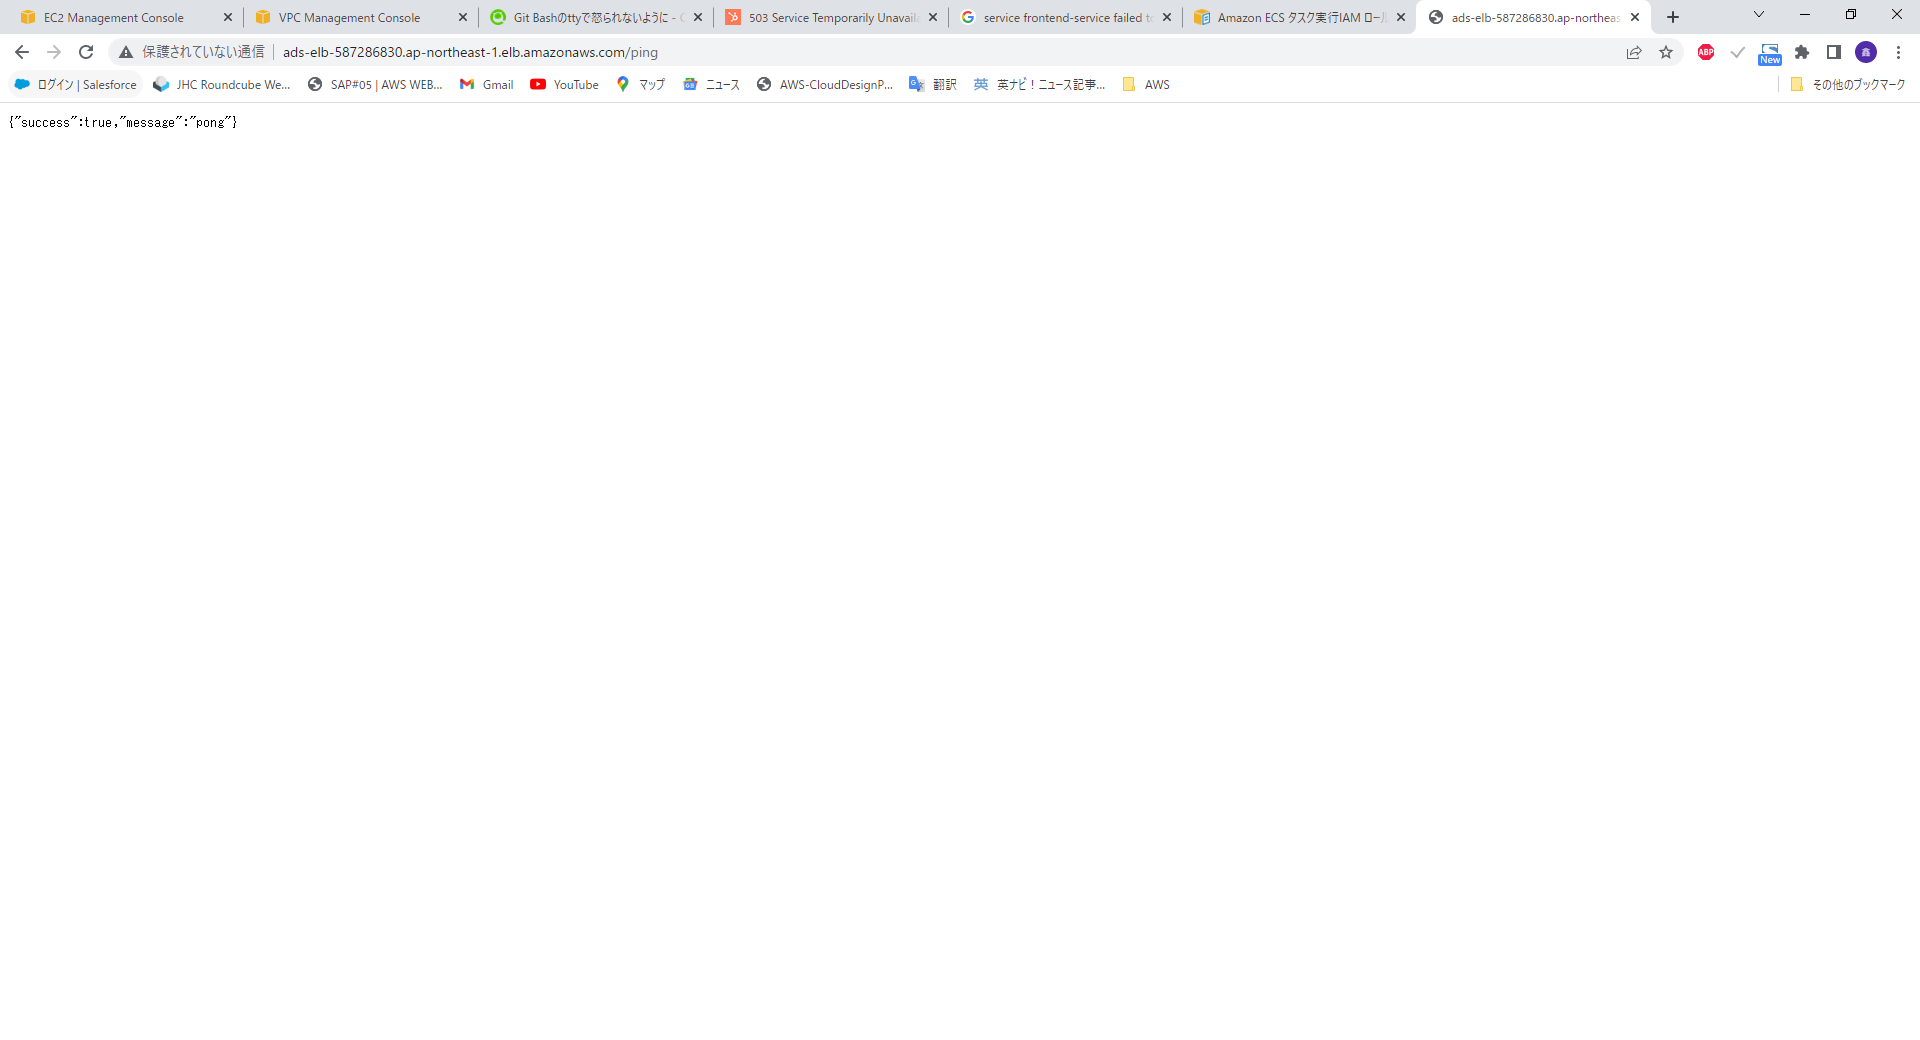 EC2 Management Console
VPC Management Console
Git Bashのttyで怒られないように -
503 Service Temporarily Unavaila
service frontend-service failed to
Amazon ECS タスク実行IAM ロール
ads-elb-587286830.ap-northeas
保護されていない通信
ads-elb-587286830.ap-northeast-1.elb.amazonaws.com/ping
ABP
New
ログイン | Salesforce
JHC Roundcube We...
SAP#05 | AWS WEB...
Gmail
YouTube
マップ
ニュース
AWS-CloudDesignP...
翻訳
英 英ナビ！ニュース記事...
AWS
その他のブックマーク
{"success":true,"message":"pong"}